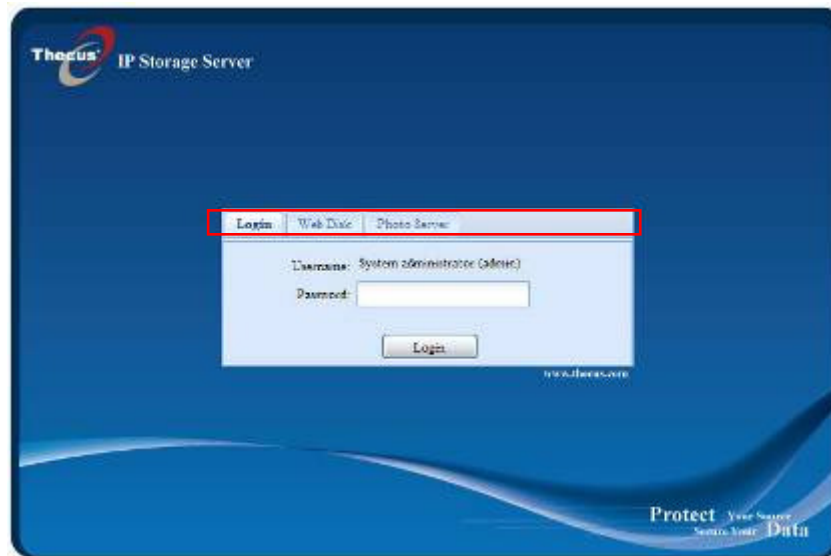 Thecus
IP Storage Server
Login Web Disk Photo Server
Username: System administrator (admin)
Password:
Login
www.thecus.com
Protect Your Source
Secure Your Data